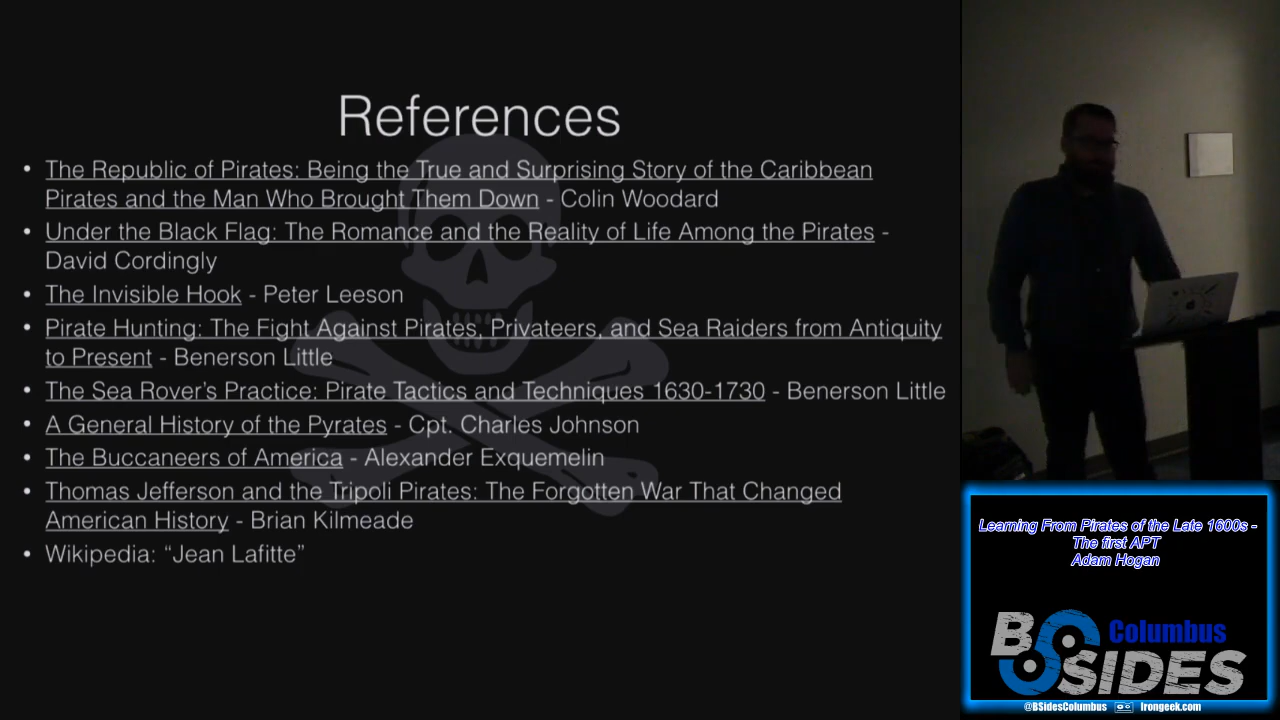 References
• The Republic of Pirates: Being the True and Surprising Story of the Caribbean
Pirates and the Man Who Brought Them Down - Colin Woodard
• Under the Black Flag: The Romance and the Reality of Life Among the Pirates -
David Cordingly
• The Invisible Hook - Peter Leeson
• Pirate Hunting: The Fight Against Pirates, Privateers, and Sea Raiders from Antiquity
to Present - Benerson Little
• The Sea Rover’s Practice: Pirate Tactics and Techniques 1630-1730 - Benerson Little
• A General History of the Pyrates - Cpt. Charles Johnson
• The Buccaneers of America - Alexander Exquemelin
• Thomas Jefferson and the Tripoli Pirates: The Forgotten War That Changed
American History - Brian Kilmeade
• Wikipedia: “Jean Lafitte”
Learning From Pirates of the Late 1600s -
The first APT
Adam Hogan
BSIDES Columbus
@BSidesColumbus Irongeek.com